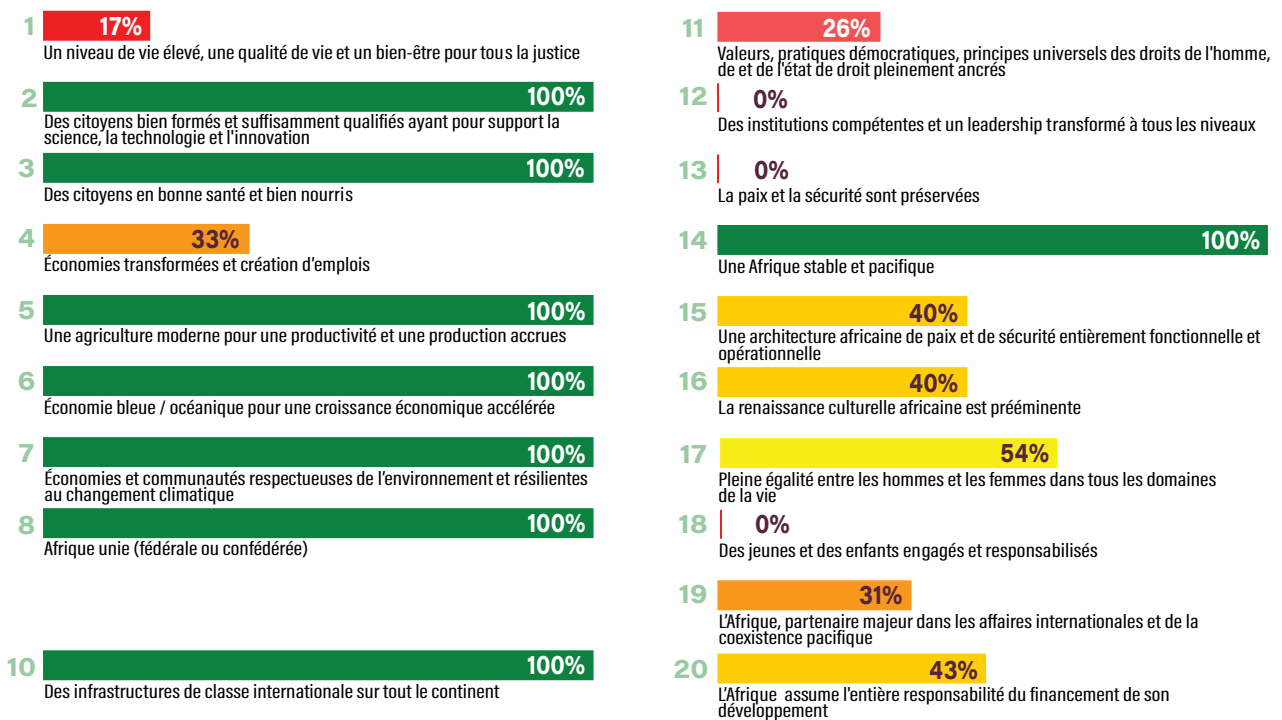 1
17%
Un niveau de vie élevé, une qualité de vie et un bien-être pour tous la justice
2
100%
Des citoyens bien formés et suffisamment qualifiés ayant pour support la
science, la technologie et l'innovation
3
100%
Des citoyens en bonne santé et bien nourris
4
33%
Économies transformées et création d’emplois
5
100%
Une agriculture moderne pour une productivité et une production accrues
6
100%
Économie bleue / océanique pour une croissance économique accélérée
7
100%
Économies et communautés respectueuses de l’environnement et résilientes
au changement climatique
8
100%
Afrique unie (fédérale ou confédérée)
10
100%
Des infrastructures de classe internationale sur tout le continent
11
26%
Valeurs, pratiques démocratiques, principes universels des droits de l'homme,
de et de l'état de droit pleinement ancrés
12
0%
Des institutions compétentes et un leadership transformé à tous les niveaux
13
0%
La paix et la sécurité sont préservées
14
100%
Une Afrique stable et pacifique
15
40%
Une architecture africaine de paix et de sécurité entièrement fonctionnelle et
opérationnelle
16
40%
La renaissance culturelle africaine est prééminente
17
54%
Pleine égalité entre les hommes et les femmes dans tous les domaines
de la vie
18
0%
Des jeunes et des enfants engagés et responsabilisés
19
31%
L’Afrique, partenaire majeur dans les affaires internationales et de la
coexistence pacifique
20
43%
L’Afrique assume l'entière responsabilité du financement de son
développement